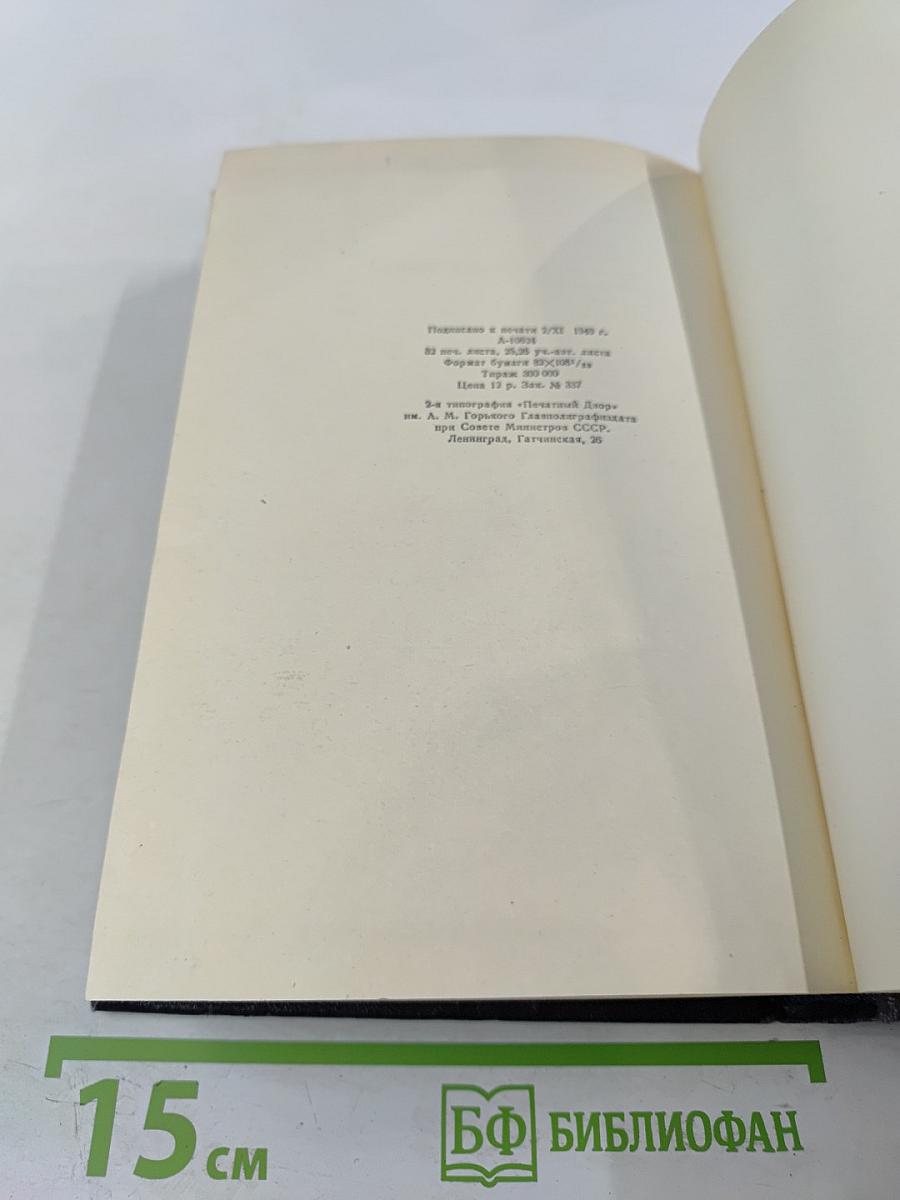 Подписано к печати 2/XI 1949 г.
А-10934
32 печ. листа, 25,26 уч.-авт. листа
Формат бумаги 82×108¹/₃₂
Тираж 300 000
Цена 12 р. Зак. № 337
2-я типография «Печатный Двор»
им. А. М. Горького Главполиграфиздата
при Совете Министров СССР.
Ленинград, Гатчинская, 26
15 см
БФ БИБЛИОФАН